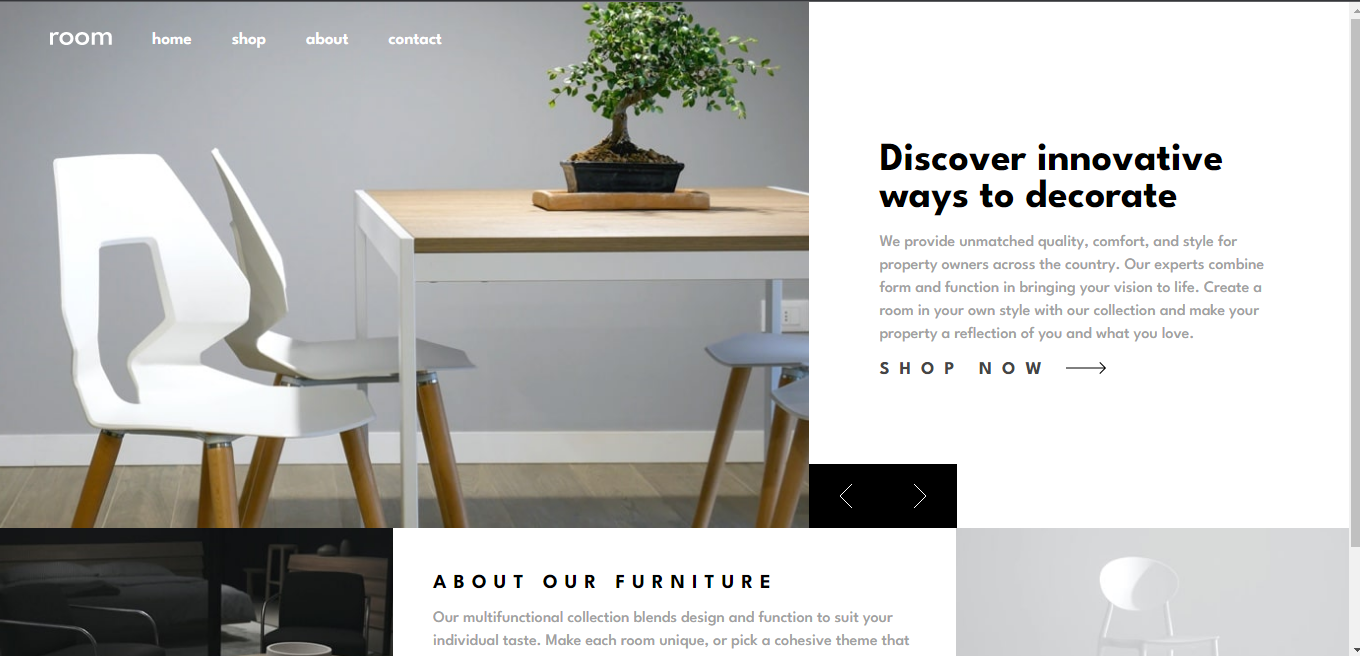 room home shop about contact
Discover innovative
ways to decorate
We provide unmatched quality, comfort, and style for
property owners across the country. Our experts combine
form and function in bringing your vision to life. Create a
room in your own style with our collection and make your
property a reflection of you and what you love.
SHOP NOW
ABOUT OUR FURNITURE
Our multifunctional collection blends design and function to suit your
individual taste. Make each room unique, or pick a cohesive theme that